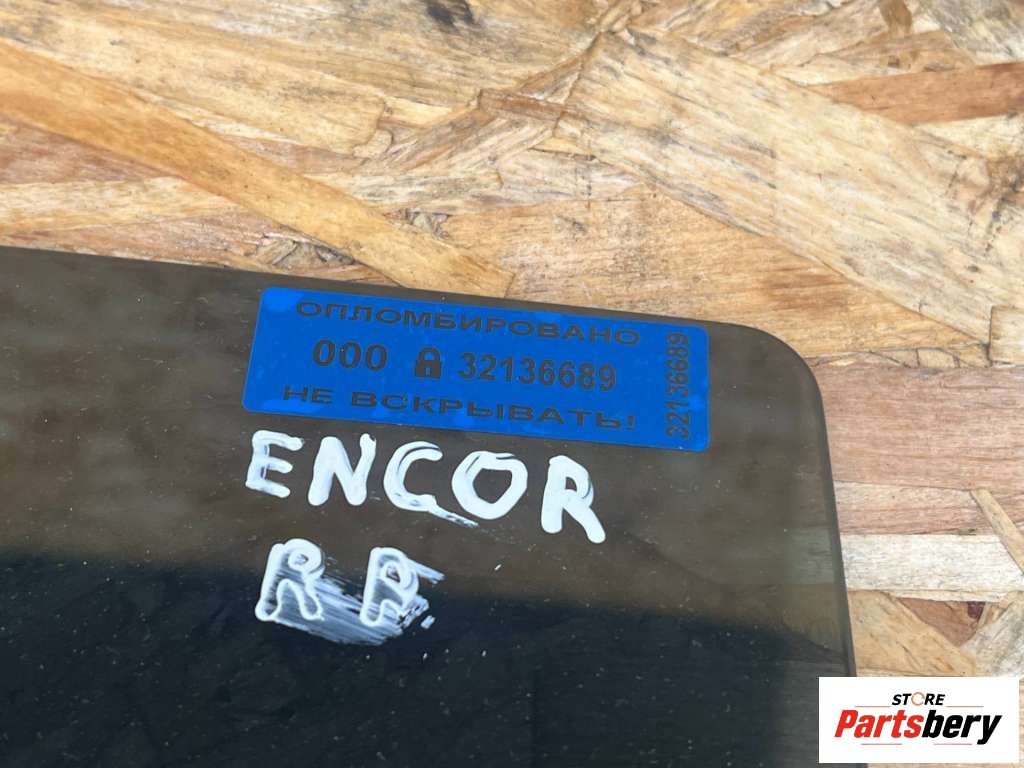 ОПЛОМБИРОВАНО
000 32136689
НЕ ВСКРЫВАТЬ!
32136689
ENCOR
R R
STORE
Partsbery